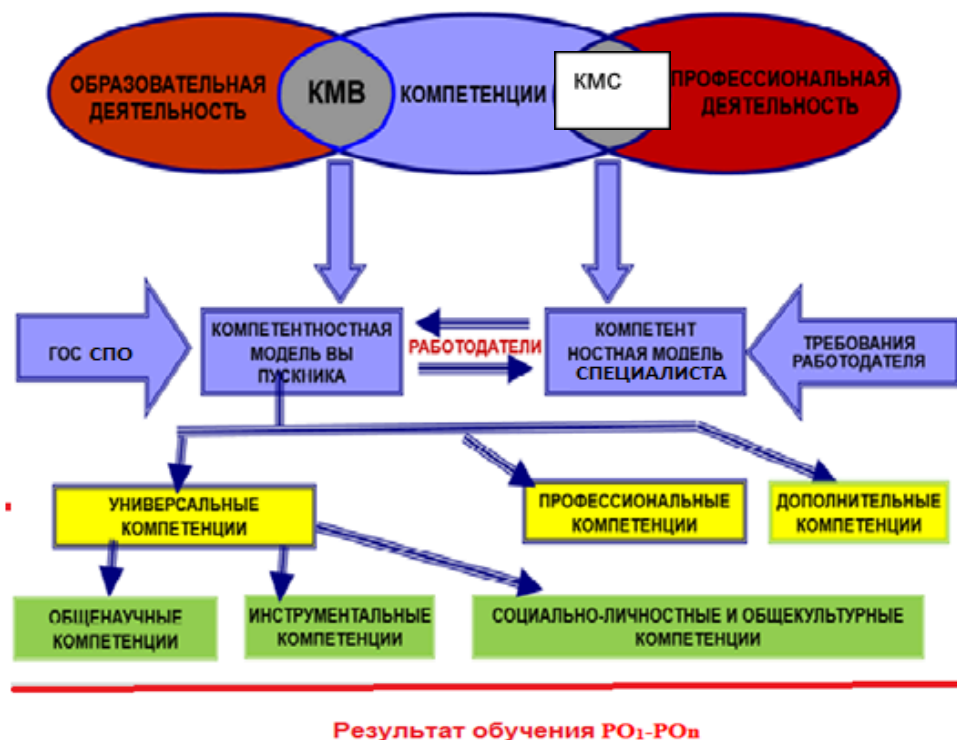 ОБРАЗОВАТЕЛЬНАЯ
ДЕЯТЕЛЬНОСТЬ
КМВ
КОМПЕТЕНЦИИ
КМС
ПРОФЕССИОНАЛЬНАЯ
ДЕЯТЕЛЬНОСТЬ
ГОС СПО
КОМПЕТЕНТНОСТНАЯ
МОДЕЛЬ ВЫ
ПУСКНИКА
РАБОТОДАТЕЛИ
КОМПЕТЕНТ
НОСТНАЯ МОДЕЛЬ
СПЕЦИАЛИСТА
ТРЕБОВАНИЯ
РАБОТОДАТЕЛЯ
УНИВЕРСАЛЬНЫЕ
КОМПЕТЕНЦИИ
ПРОФЕССИОНАЛЬНЫЕ
КОМПЕТЕНЦИИ
ДОПОЛНИТЕЛЬНЫЕ
КОМПЕТЕНЦИИ
ОБЩЕНАУЧНЫЕ
КОМПЕТЕНЦИИ
ИНСТРУМЕНТАЛЬНЫЕ
КОМПЕТЕНЦИИ
СОЦИАЛЬНО-ЛИЧНОСТНЫЕ И ОБЩЕКУЛЬТУРНЫЕ
КОМПЕТЕНЦИИ
Результат обучения РО₁-РОn